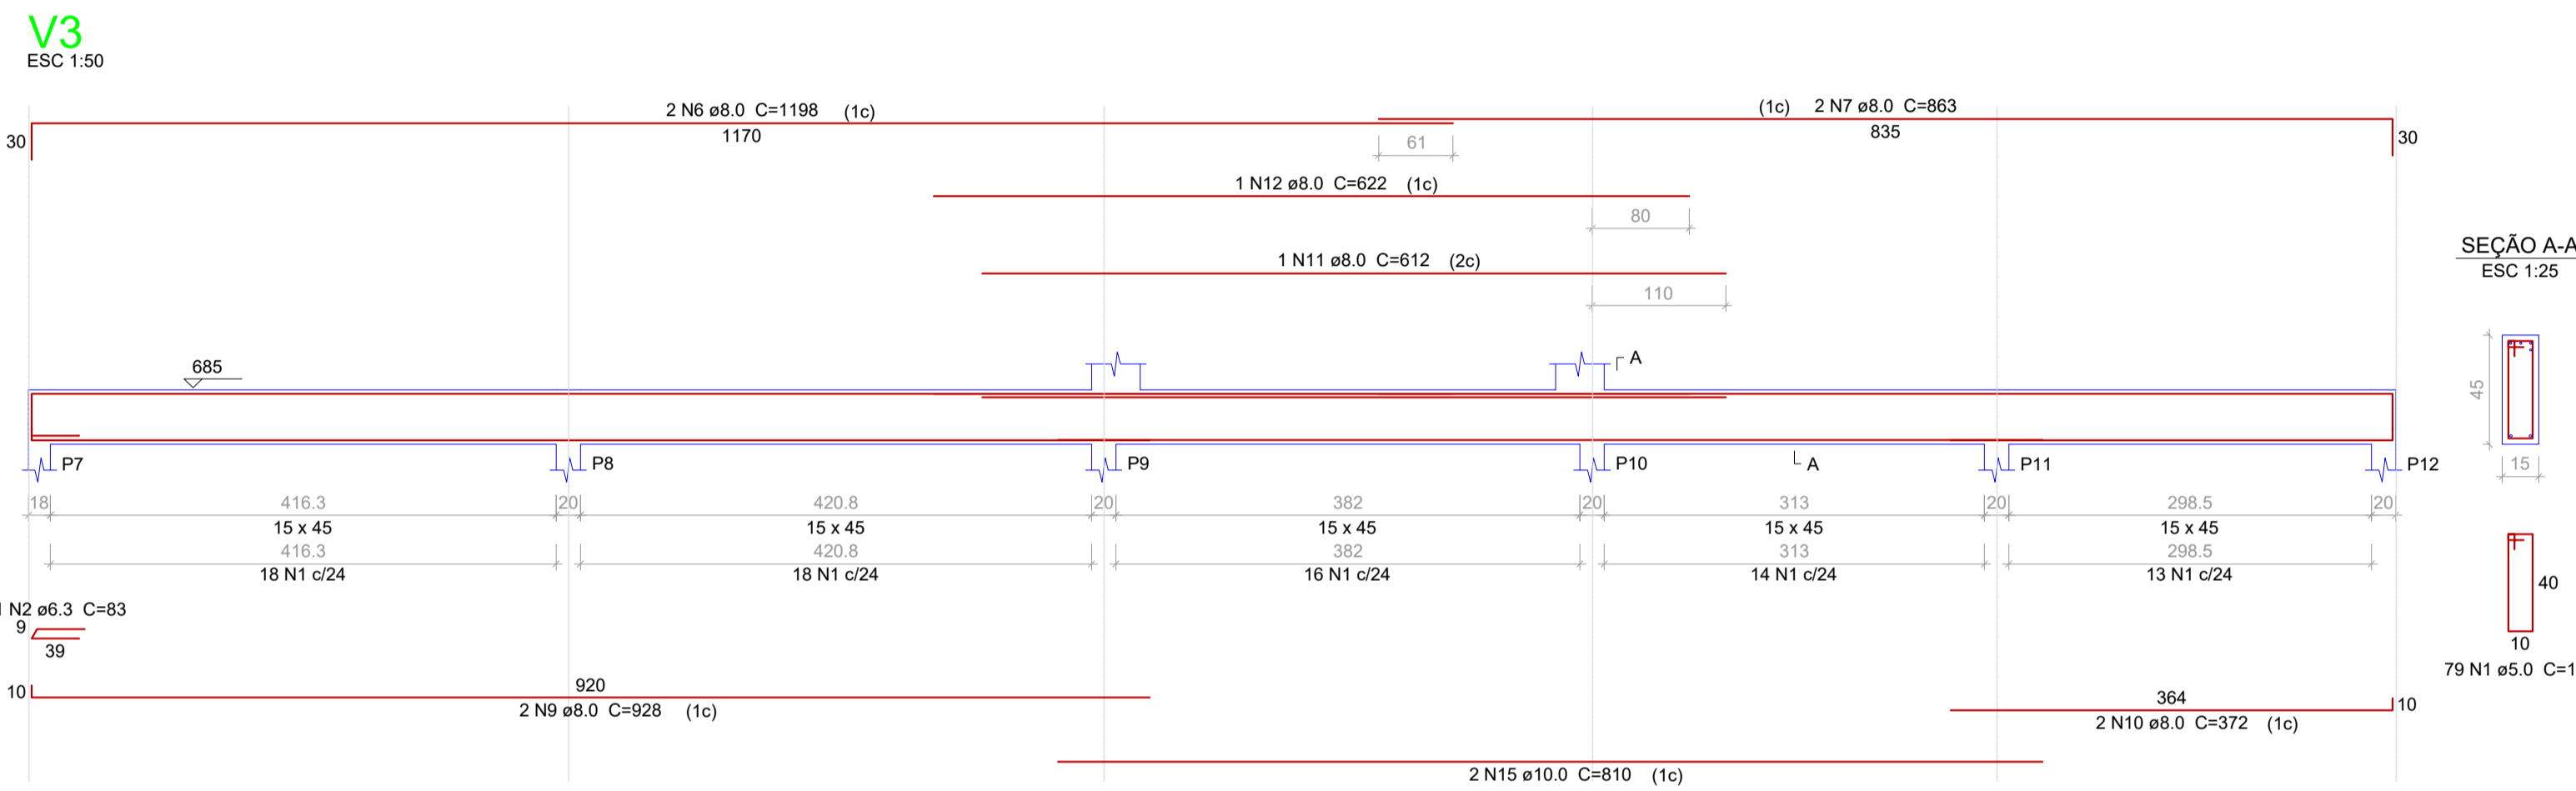 V3
ESC 1:50
2 N6 ø8.0 C=1198 (1c)
(1c) 2 N7 ø8.0 C=863
30
1170
835
30
61
1 N12 ø8.0 C=622 (1c)
80
1 N11 ø8.0 C=612 (2c)
110
SEÇÃO A-A
ESC 1:25
685
A
45
P7
P8
P9
P10
A
P11
P12
15
18
416.3
20
420.8
20
382
20
313
20
298.5
20
15 x 45
15 x 45
15 x 45
15 x 45
15 x 45
416.3
420.8
382
313
298.5
18 N1 c/24
18 N1 c/24
16 N1 c/24
14 N1 c/24
13 N1 c/24
40
N2 ø6.3 C=83
9
39
10
79 N1 ø5.0 C=1
10
920
2 N9 ø8.0 C=928 (1c)
364
10
2 N10 ø8.0 C=372 (1c)
2 N15 ø10.0 C=810 (1c)